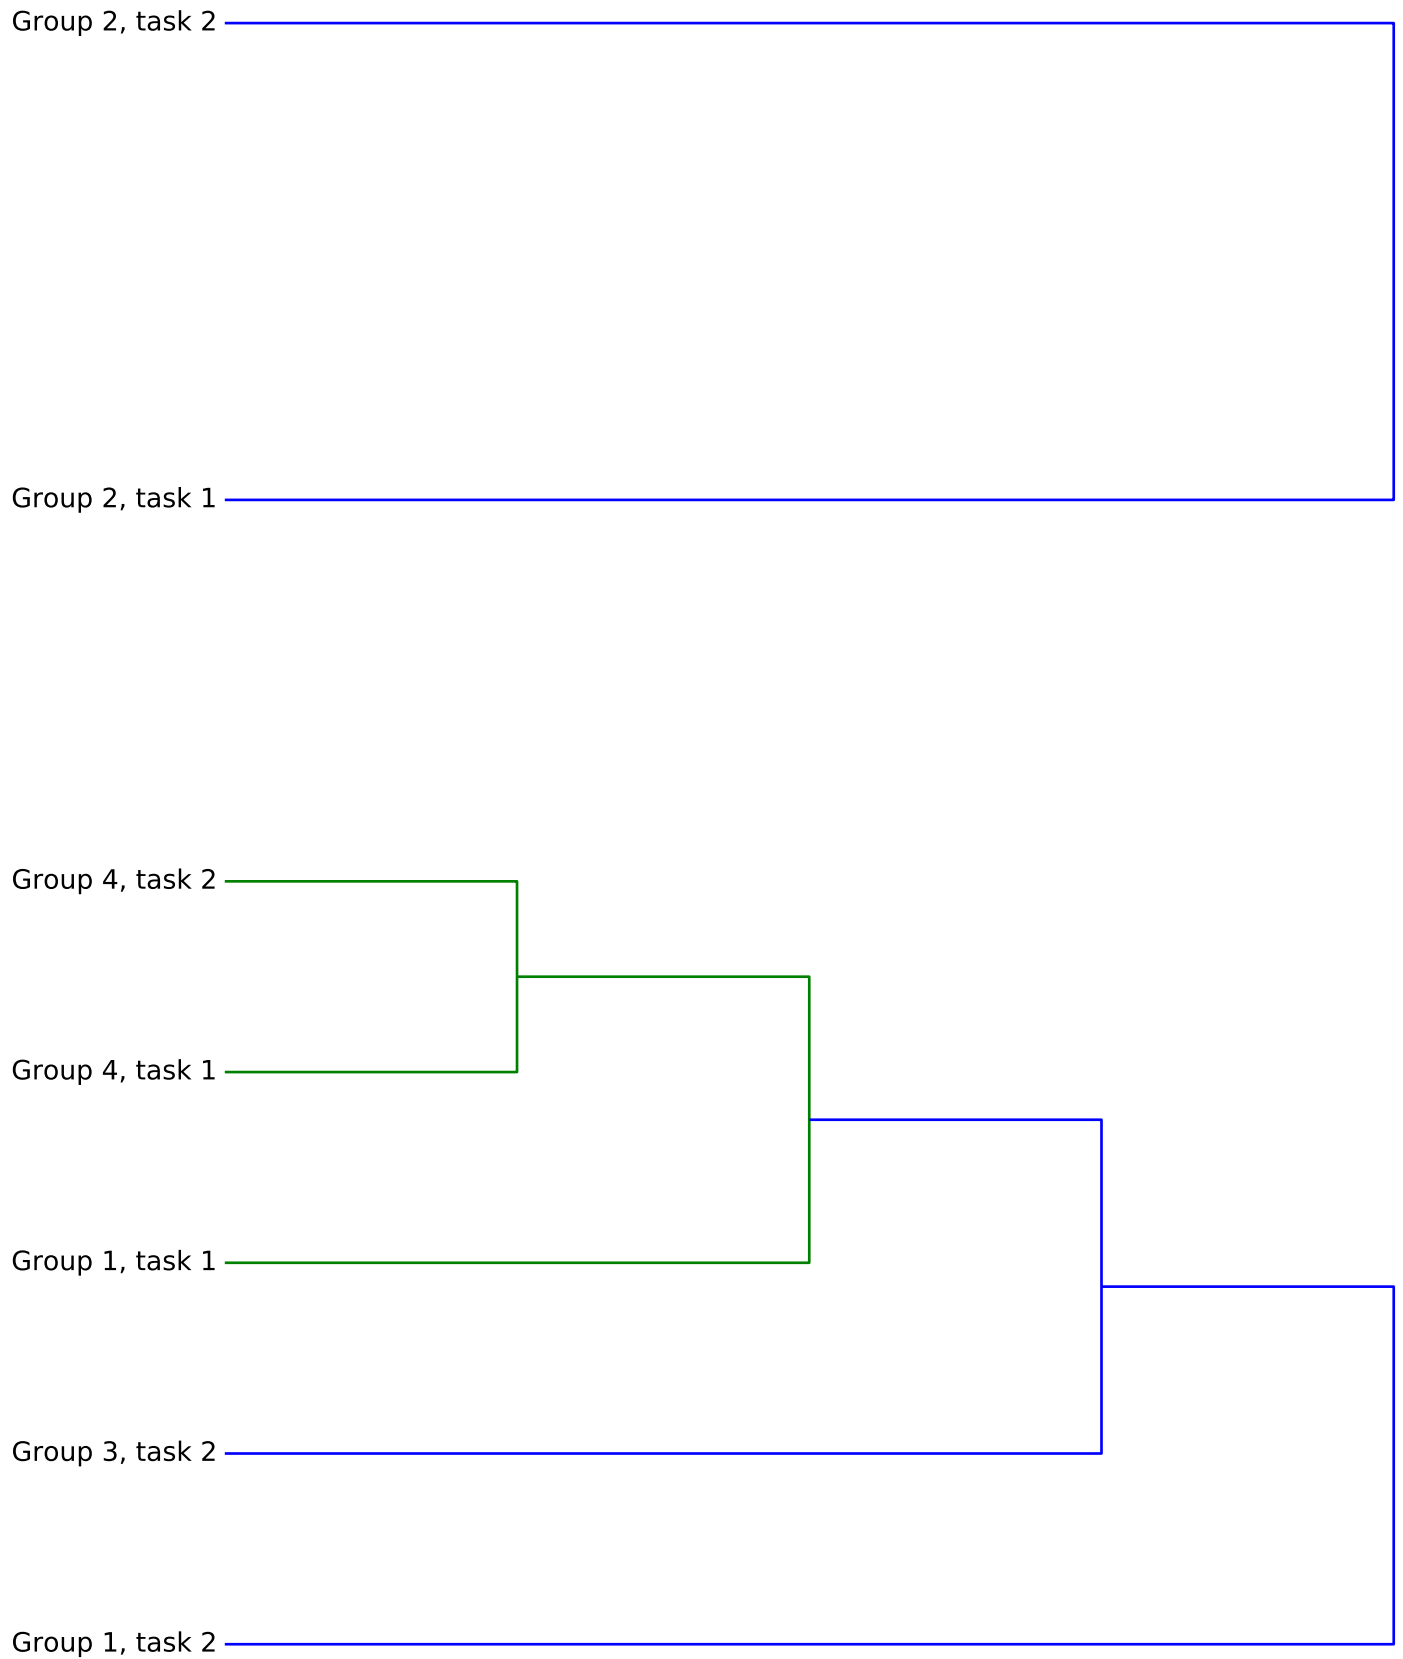 Group 2, task 2
Group 2, task 1
Group 4, task 2
Group 4, task 1
Group 1, task 1
Group 3, task 2
Group 1, task 2